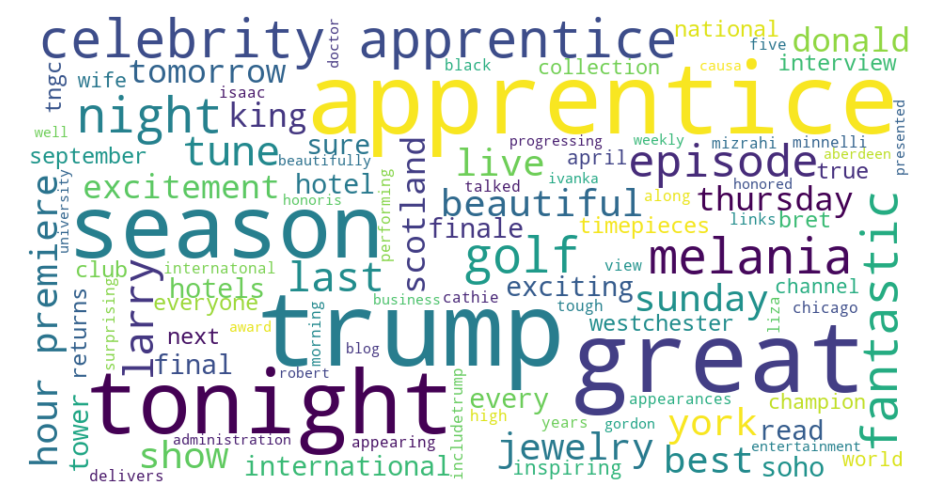 celebrity apprentice
doctor
national
five
donald
tngc
wife
tomorrow
black
collection
causa
interview
isaac
apprentice
night
king
well
september
tune
sure
beautifully
scotland
progressing
weekly
mizrahi
minnelli
presented
live
april
episode
true
aberdeen
university
excitement
hotel
honoris
performing
talked
ivanka
honored
along
thursday
season
beautiful
finale
timepieces
links
bret
fantastic
hour premiere
club
internatonal
last
golf
melania
view
channel
returns
surprising
hotels
larry
everyone
exciting
business
cathie
tough
sunday
liza
chicago
next
award
morning
trump
westchester
final
blog
robert
great
tower
tonight
every
appearances
champion
includetrump
high
years
gordon
york
read
administration
appearing
show
international
jewelry
entertainment
delivers
inspiring
best
soho
world